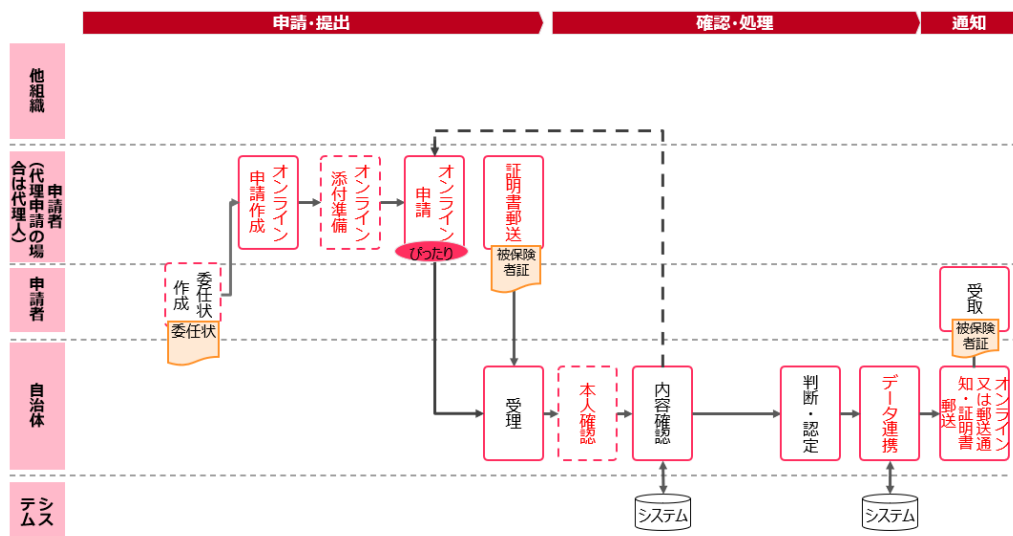 申請・提出
確認・処理
通知
他組織
申請者
(代理申請の場
合は代理人)
オンライン
申請作成
オンライン
添付準備
オンライン
申請
ぴったり
証明書郵送
被保険
者証
申請者
委任状
作成
委任状
受取
被保険
者証
自治体
受理
本人確認
内容確認
判断・認定
データ連携
オンライン
又は郵送通
知・証明書
郵送
シス
テム
システム
システム